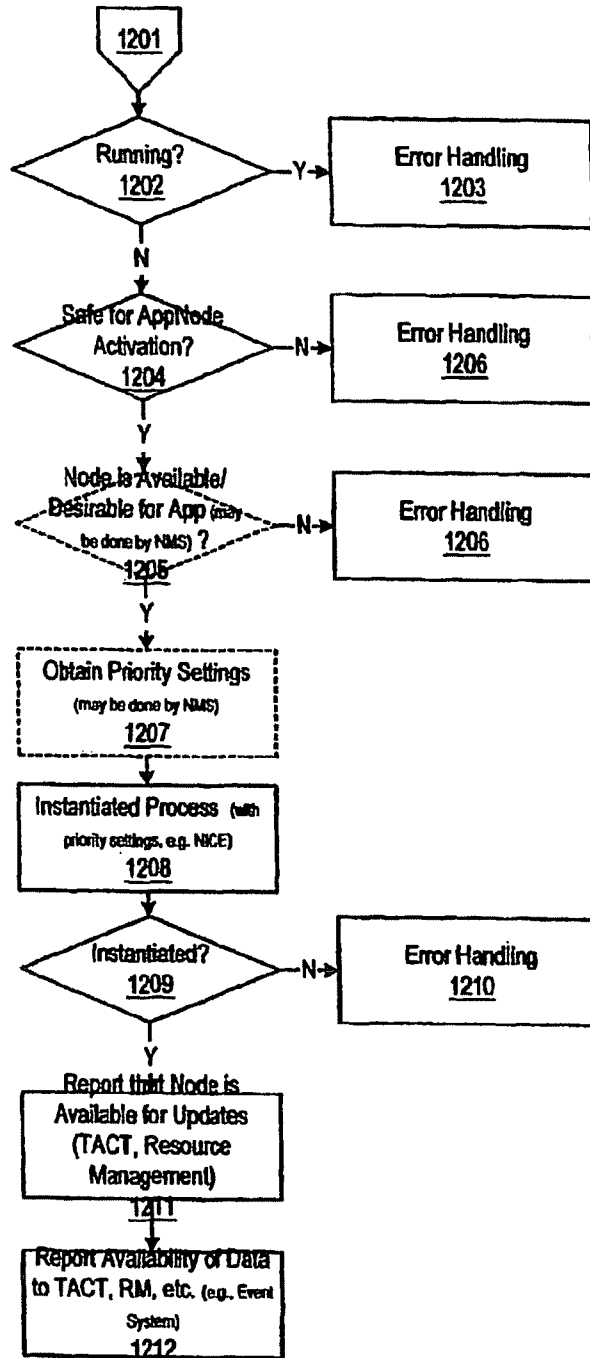 1201
Running?
1202
Y
Error Handling
1203
N
Safe for AppNode
Activation?
1204
N
Error Handling
1206
Y
Node is Available/
Desirable for App (may
be done by NMS) ?
1205
N
Error Handling
1206
Y
Obtain Priority Settings
(may be done by NMS)
1207
Instantiated Process (with
priority settings, e.g. NICE)
1208
Instantiated?
1209
N
Error Handling
1210
Y
Report that Node is
Available for Updates
(TACT, Resource
Management)
1211
Report Availability of Data
to TACT, RM, etc. (e.g., Event
System)
1212